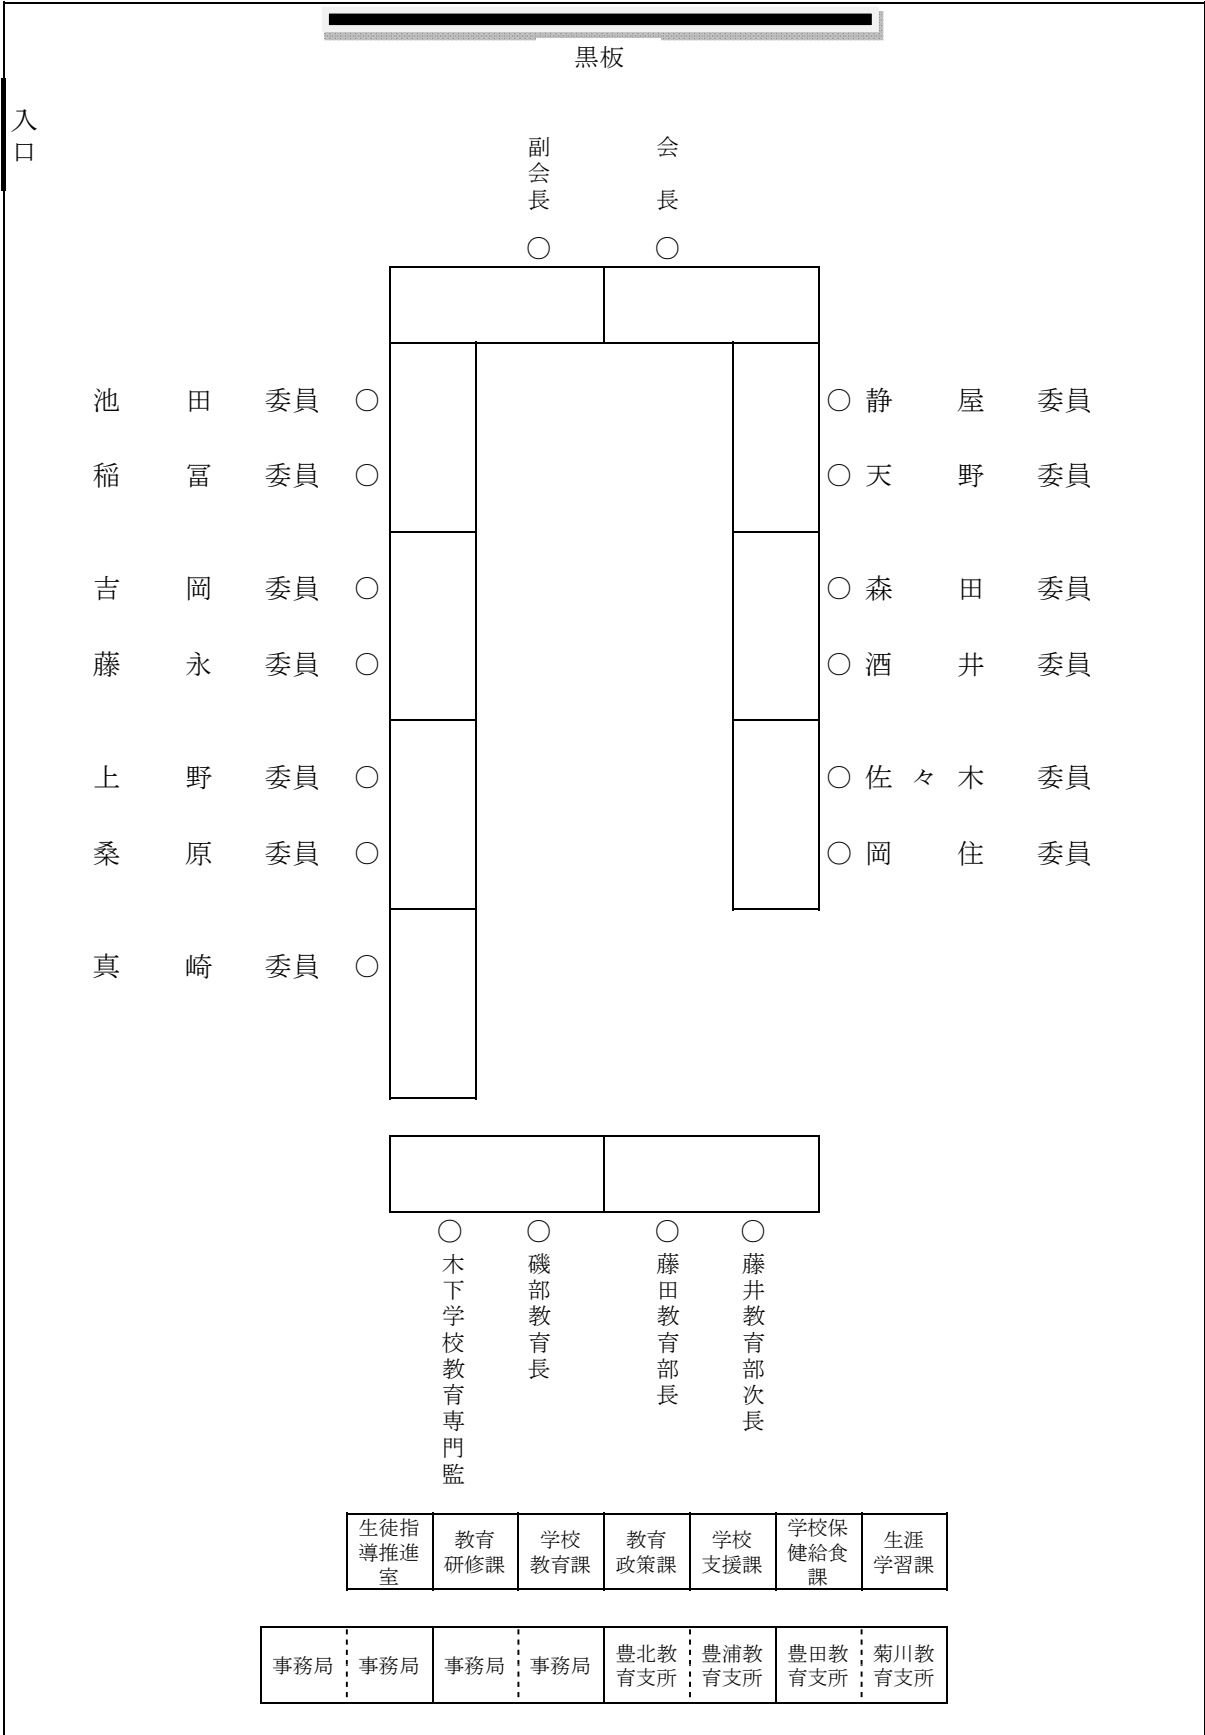 黒板
入口
副会長
会長
池田委員
静屋委員
稲冨委員
天野委員
吉岡委員
森田委員
藤永委員
酒井委員
上野委員
佐々木委員
桑原委員
岡住委員
真崎委員
木下学校教育専門監
磯部教育長
藤田教育部長
藤井教育部次長
生徒指
導推進
室
教育
研修課
学校
教育課
教育
政策課
学校
支援課
学校保
健給食
課
生涯
学習課
事務局
事務局
事務局
事務局
豊北教
育支所
豊浦教
育支所
豊田教
育支所
菊川教
育支所